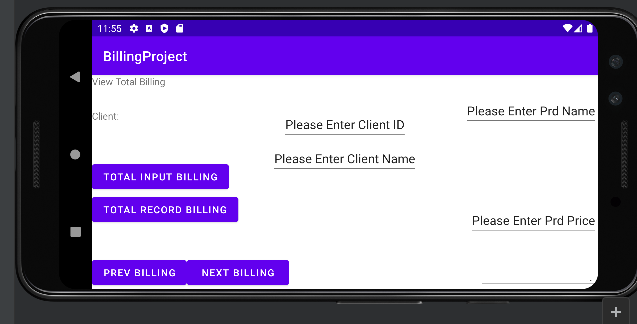 11:55
BillingProject
View Total Billing
Please Enter Prd Name
Client:
Please Enter Client ID
Please Enter Client Name
TOTAL INPUT BILLING
TOTAL RECORD BILLING
Please Enter Prd Price
PREV BILLING
NEXT BILLING